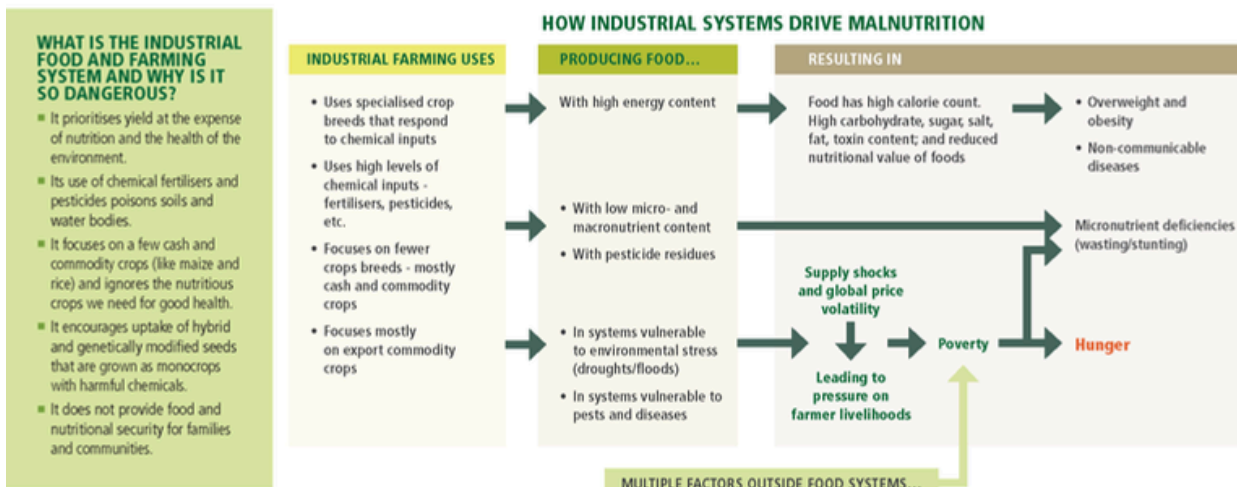 WHAT IS THE INDUSTRIAL
FOOD AND FARMING
SYSTEM AND WHY IS IT
SO DANGEROUS?
It prioritises yield at the expense
of nutrition and the health of the
environment.
Its use of chemical fertilisers and
pesticides poisons soils and
water bodies.
It focuses on a few cash and
commodity crops (like maize and
rice) and ignores the nutritious
crops we need for good health.
It encourages uptake of hybrid
and genetically modified seeds
that are grown as monocrops
with harmful chemicals.
It does not provide food and
nutritional security for families
and communities.
HOW INDUSTRIAL SYSTEMS DRIVE MALNUTRITION
INDUSTRIAL FARMING USES
• Uses specialised crop
breeds that respond
to chemical inputs
• Uses high levels of
chemical inputs -
fertilisers, pesticides,
etc.
• Focuses on fewer
crops breeds - mostly
cash and commodity
crops
• Focuses mostly
on export commodity
crops
PRODUCING FOOD...
With high energy content
• With low micro- and
macronutrient content
• With pesticide residues
• In systems vulnerable
to environmental stress
(droughts/floods)
• In systems vulnerable to
pests and diseases
RESULTING IN
Food has high calorie count.
High carbohydrate, sugar, salt,
fat, toxin content; and reduced
nutritional value of foods
• Overweight and
obesity
• Non-communicable
diseases
Micronutrient deficiencies
(wasting/stunting)
Supply shocks
and global price
volatility
Leading to
pressure on
farmer livelihoods
Poverty
Hunger
MULTIPLE FACTORS OUTSIDE FOOD SYSTEMS...